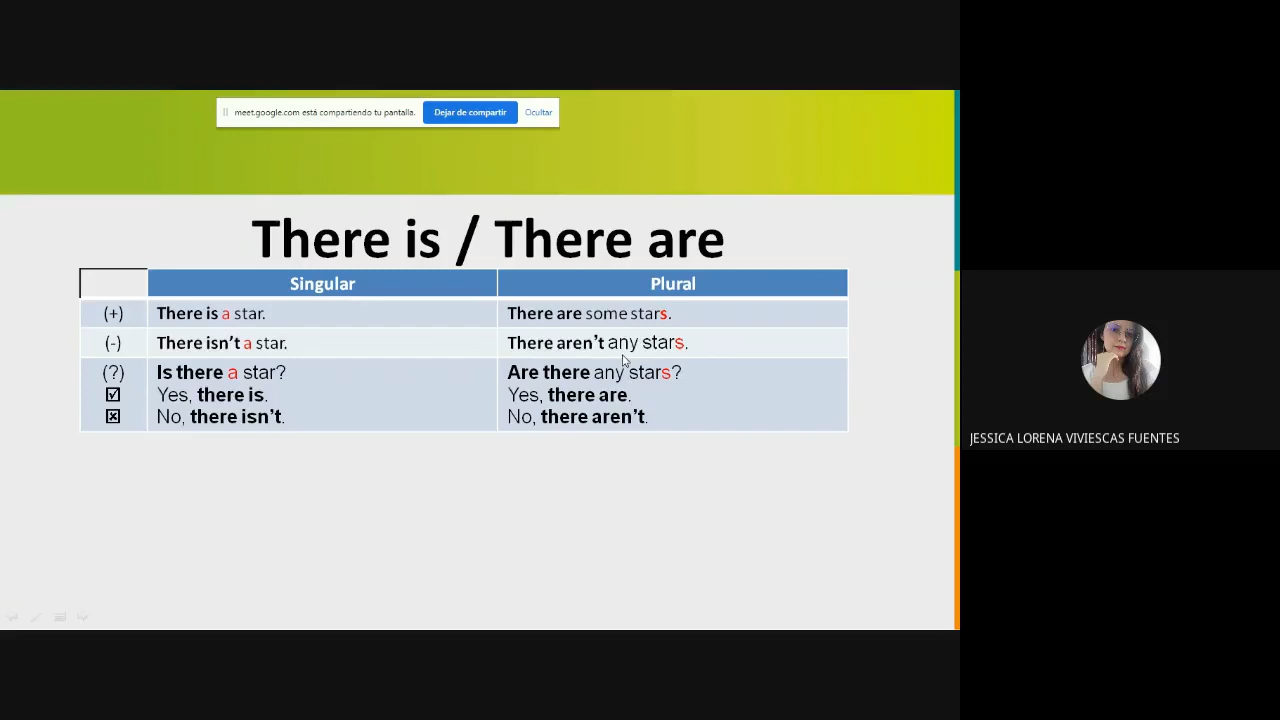 meet.google.com está compartiendo tu pantalla. Dejar de compartir Ocultar
There is / There are
Singular Plural
(+) There is a star. There are some stars.
(-) There isn't a star. There aren't any stars.
(?) Is there a star? Are there any stars?
☑ Yes, there is. Yes, there are.
☒ No, there isn't. No, there aren't.
JESSICA LORENA VIVIESCAS FUENTES